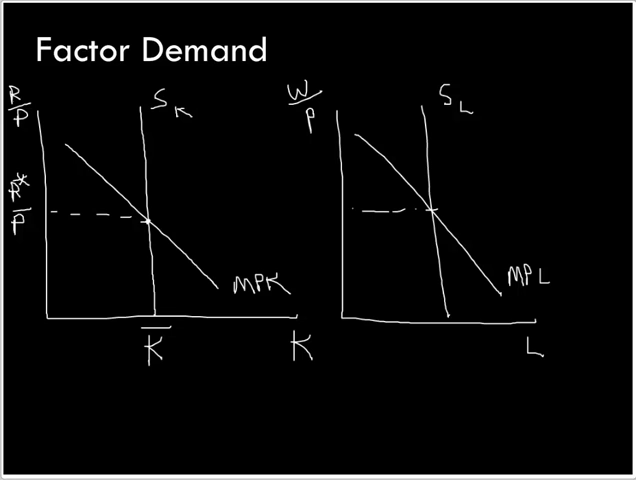 Factor Demand
R/P
S_K
R*/P
MPK
K̅
K
W/P
S_L
MPL
L